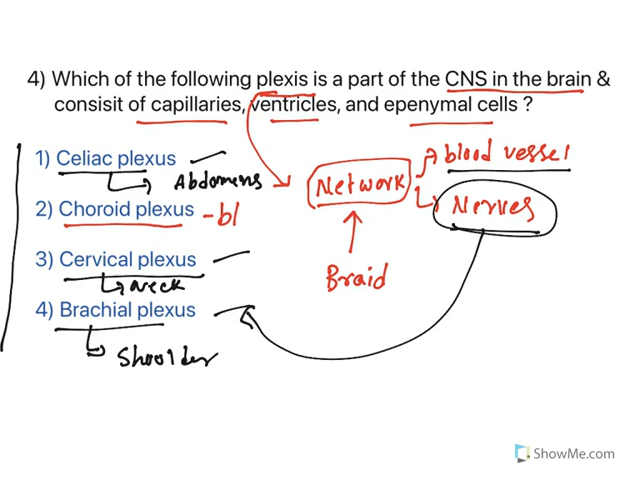 4) Which of the following plexis is a part of the CNS in the brain &
consisit of capillaries, ventricles, and epenymal cells ?
1) Celiac plexus
Abdomens
2) Choroid plexus -bl
3) Cervical plexus
neck
4) Brachial plexus
Shoolder
Network
blood vessel
Nerves
Braid
ShowMe.com